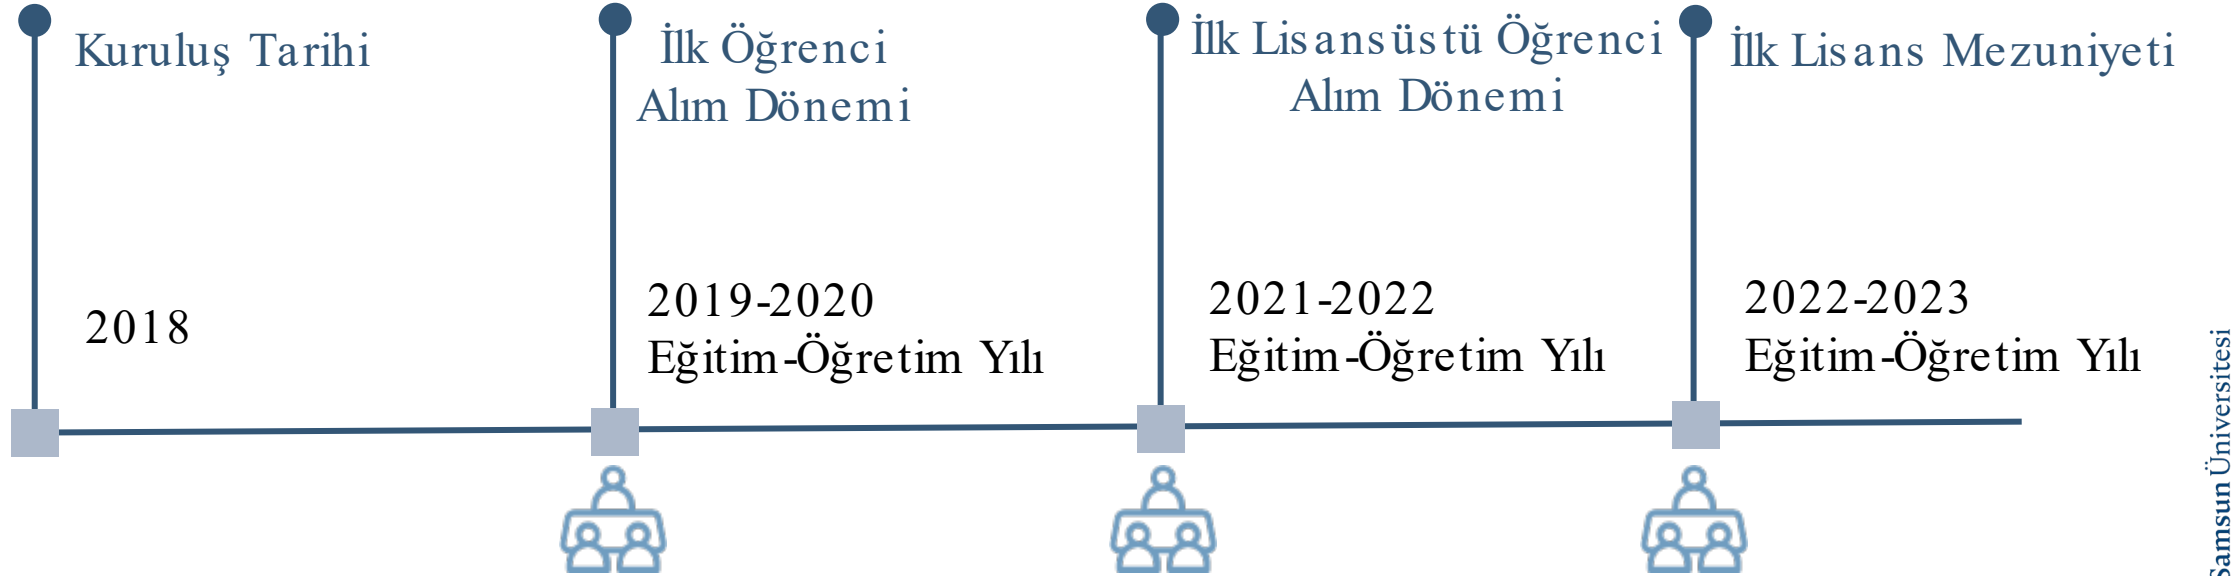 Kuruluş Tarihi
2018
İlk Öğrenci
Alım Dönemi
2019-2020
Eğitim-Öğretim Yılı
İlk Lisansüstü Öğrenci
Alım Dönemi
2021-2022
Eğitim-Öğretim Yılı
İlk Lisans Mezuniyeti
2022-2023
Eğitim-Öğretim Yılı
Samsun Üniversitesi